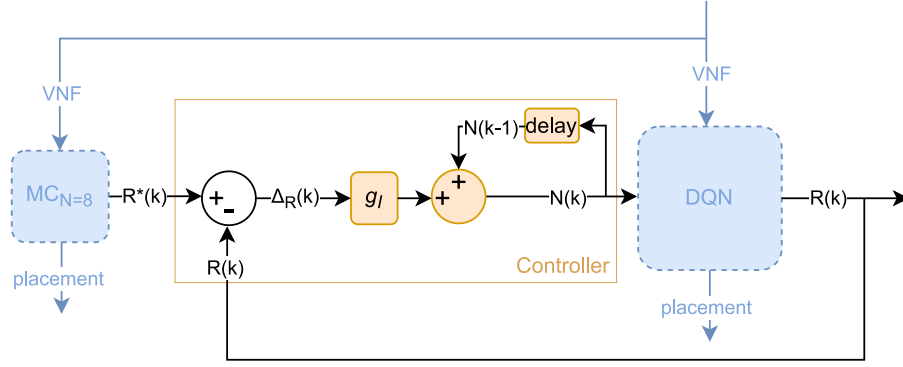 VNF
VNF
N(k-1)
delay
MC_{N=8}
R*(k)
+
-
Δ_R(k)
g_I
+
+
N(k)
DQN
R(k)
R(k)
Controller
placement
placement